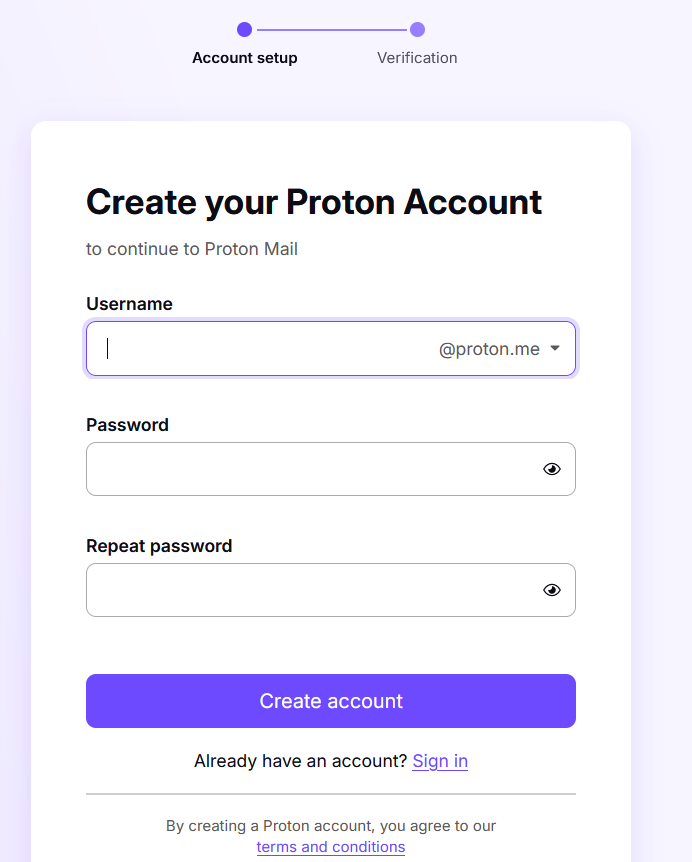 Account setup
Verification
Create your Proton Account
to continue to Proton Mail
Username
@proton.me
Password
Repeat password
Create account
Already have an account? Sign in
By creating a Proton account, you agree to our
terms and conditions